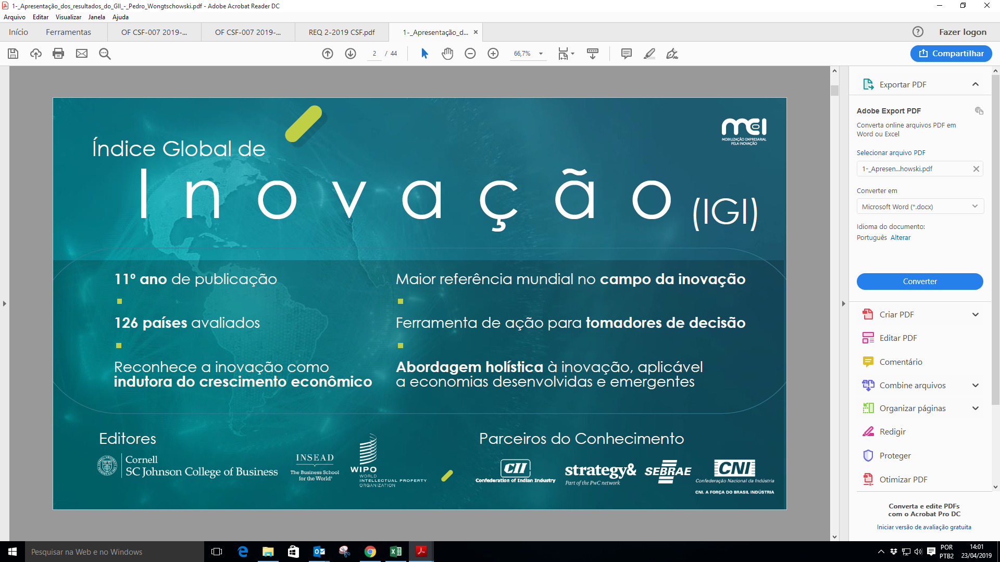 1-_Apresentação_dos_resultados_do_GII_-_Pedro_Wongtschowski.pdf - Adobe Acrobat Reader DC
Arquivo Editar Visualizar Janela Ajuda
Início Ferramentas OF CSF-007 2019-... OF CSF-007 2019-... REQ 2-2019 CSF.pdf 1-_Apresentação_d... Fazer logon
2 / 44 66,7% Compartilhar
mei
MOBILIZAÇÃO EMPRESARIAL
PELA INOVAÇÃO
Índice Global de
Inovação (IGI)
11º ano de publicação
126 países avaliados
Reconhece a inovação como
indutora do crescimento econômico
Maior referência mundial no campo da inovação
Ferramenta de ação para tomadores de decisão
Abordagem holística à inovação, aplicável
a economias desenvolvidas e emergentes
Editores
Cornell
SC Johnson College of Business
INSEAD
The Business School
for the World®
WIPO
WORLD
INTELLECTUAL PROPERTY
ORGANIZATION
Parceiros do Conhecimento
CII
Confederation of Indian Industry
strategy&
Part of the PwC network
SEBRAE
CNI
Confederação Nacional da Indústria
CNI. A FORÇA DO BRASIL INDÚSTRIA
Exportar PDF
Adobe Export PDF
Converta online arquivos PDF em
Word ou Excel
Selecionar arquivo PDF
1-_Apresen...howski.pdf
Converter em
Microsoft Word (*.docx)
Idioma do documento:
Português Alterar
Converter
Criar PDF
Editar PDF
Comentário
Combine arquivos
Organizar páginas
Redigir
Proteger
Otimizar PDF
Converta e edite PDFs
com o Acrobat Pro DC
Iniciar versão de avaliação gratuita
Pesquisar na Web e no Windows
POR
PTB2
14:01
23/04/2019